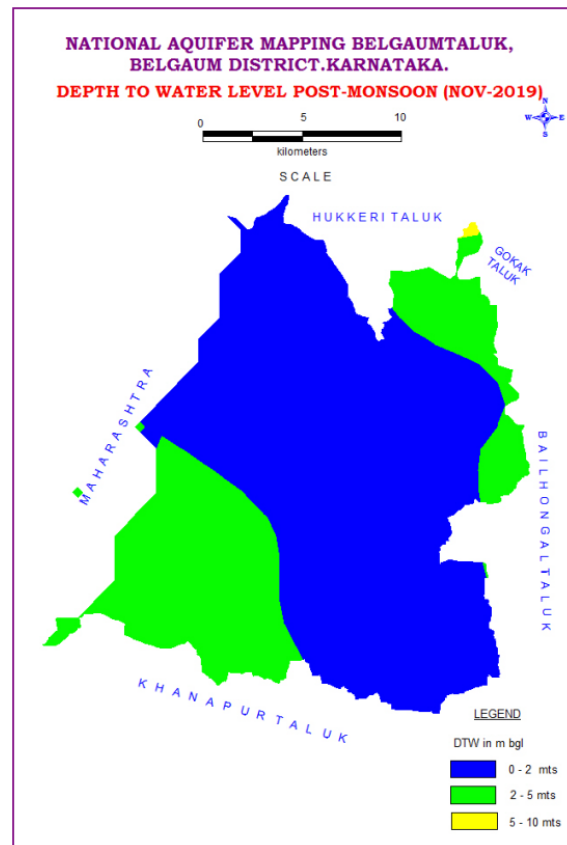 NATIONAL AQUIFER MAPPING BELGAUMTALUK,
BELGAUM DISTRICT.KARNATAKA.
DEPTH TO WATER LEVEL POST-MONSOON (NOV-2019)
N
W E
S
0 5 10
kilometers
SCALE
HUKKERI TALUK
GOKAK
TALUK
MAHARASHTRA
BAILHONGALTALUK
KHANAPURTALUK
LEGEND
DTW in m bgl
0 - 2 mts
2 - 5 mts
5 - 10 mts